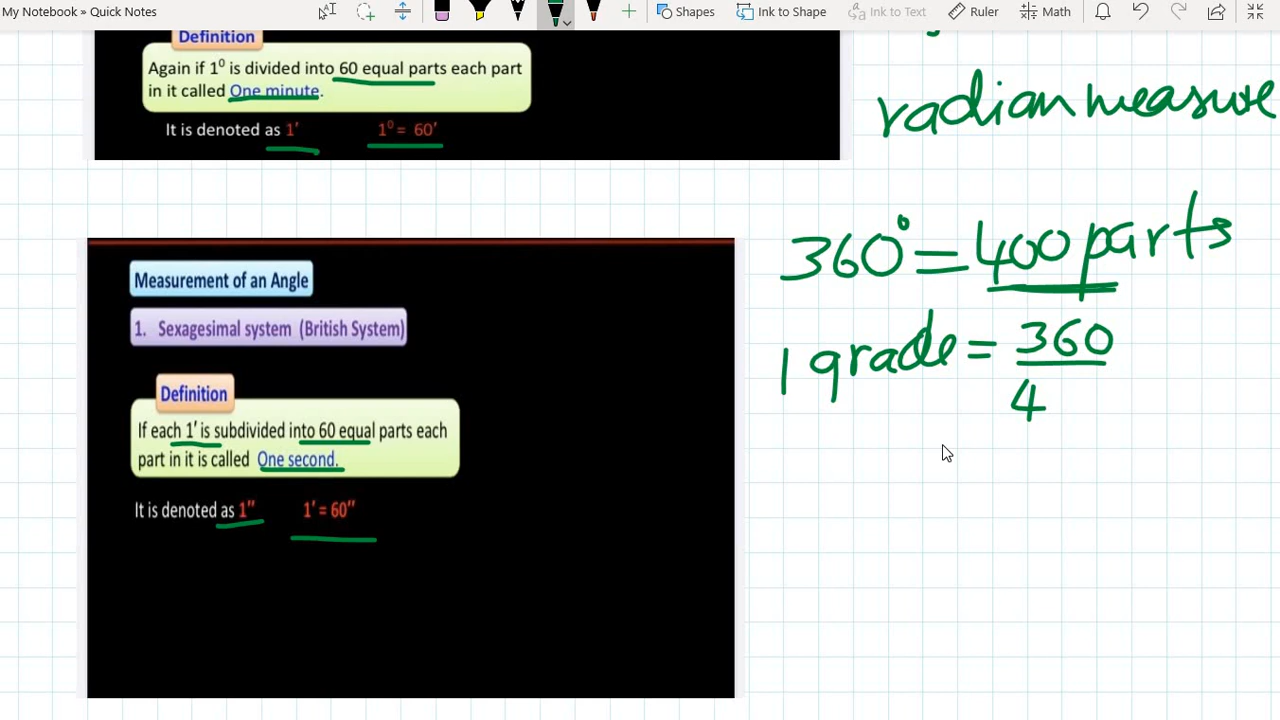 My Notebook » Quick Notes
Shapes
Ink to Shape
Ink to Text
Ruler
Math
Definition
Again if 1⁰ is divided into 60 equal parts each part
in it called One minute.
It is denoted as 1′ 1⁰ = 60′
radian measure
Measurement of an Angle
1. Sexagesimal system (British System)
Definition
If each 1′ is subdivided into 60 equal parts each
part in it is called One second.
It is denoted as 1″ 1′ = 60″
360° = 400 parts
1 grade = 360
4